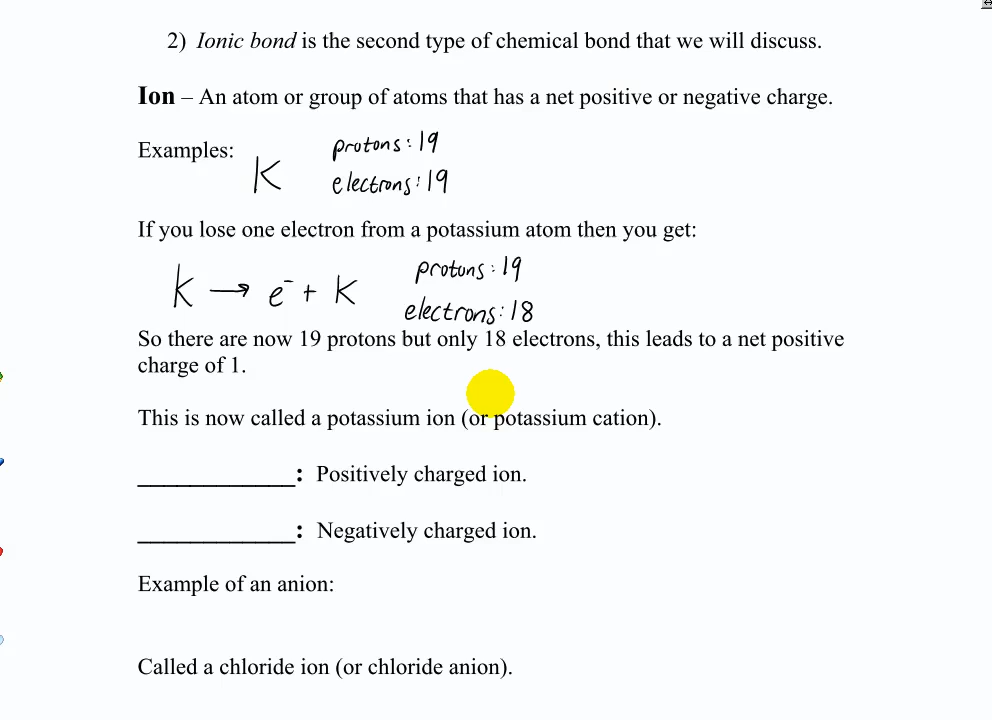 2) Ionic bond is the second type of chemical bond that we will discuss.
Ion – An atom or group of atoms that has a net positive or negative charge.
Examples: K protons: 19
electrons: 19
If you lose one electron from a potassium atom then you get:
K → e⁻ + K protons: 19
electrons: 18
So there are now 19 protons but only 18 electrons, this leads to a net positive
charge of 1.
This is now called a potassium ion (or potassium cation).
____________: Positively charged ion.
____________: Negatively charged ion.
Example of an anion:
Called a chloride ion (or chloride anion).